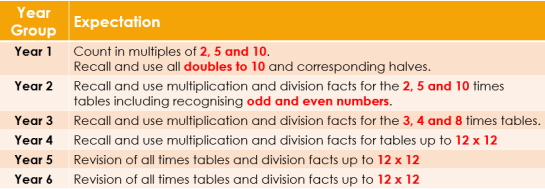 Year Group Expectation
Year 1 Count in multiples of 2, 5 and 10.
Recall and use all doubles to 10 and corresponding halves.
Year 2 Recall and use multiplication and division facts for the 2, 5 and 10 times
tables including recognising odd and even numbers.
Year 3 Recall and use multiplication and division facts for the 3, 4 and 8 times tables.
Year 4 Recall and use multiplication and division facts for tables up to 12 x 12
Year 5 Revision of all times tables and division facts up to 12 x 12
Year 6 Revision of all times tables and division facts up to 12 x 12